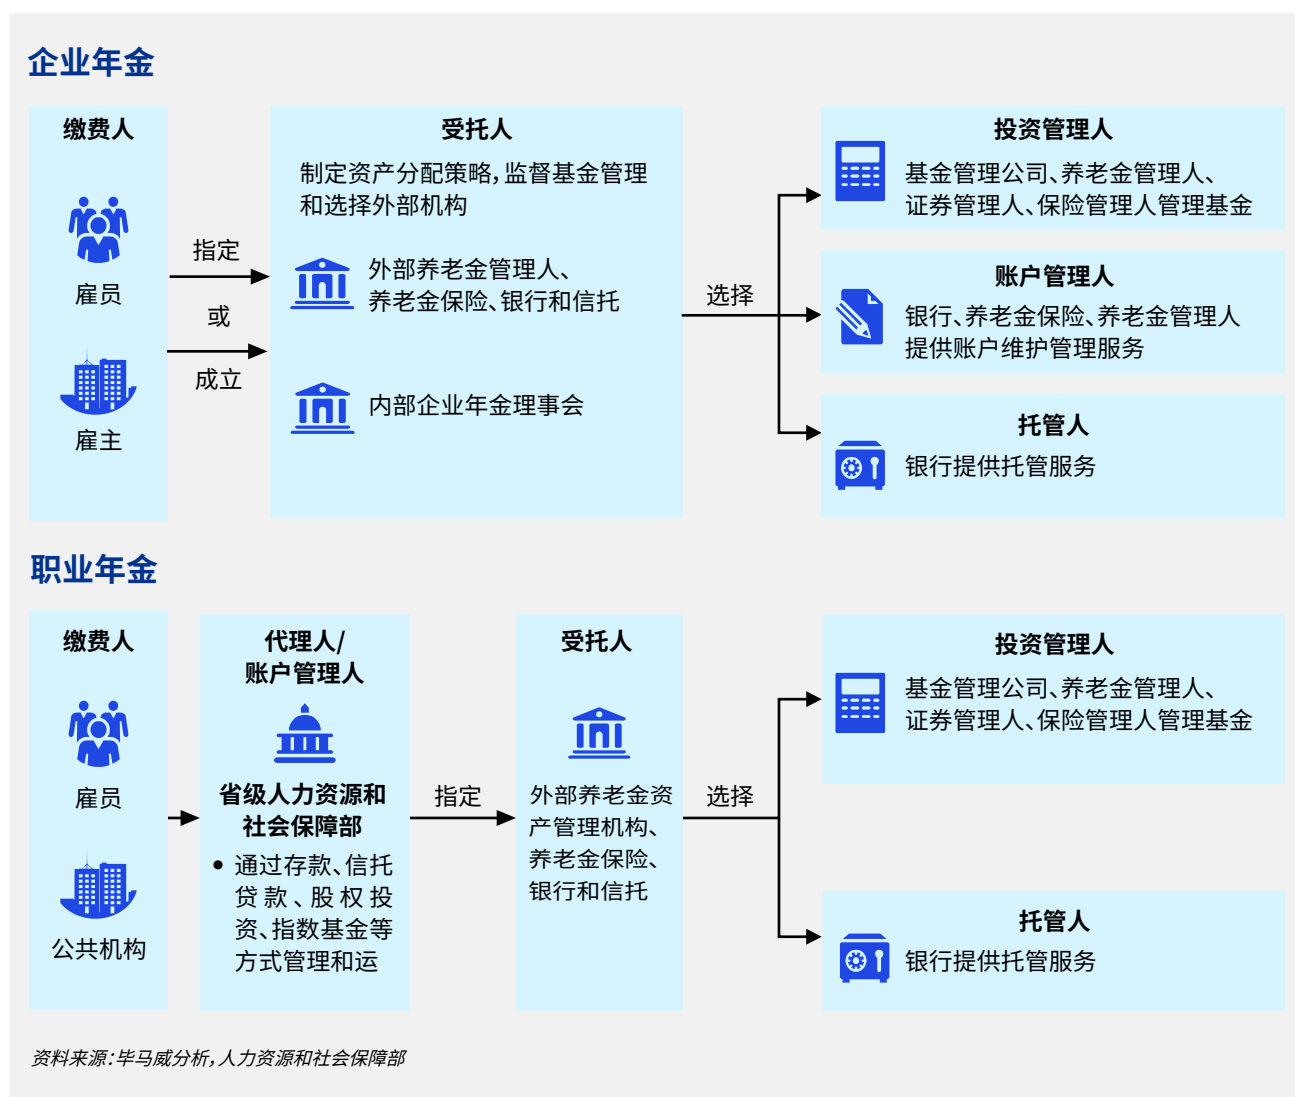 企业年金
缴费人
雇员
雇主
指定
或
成立
受托人
制定资产分配策略，监督基金管理
和选择外部机构
外部养老金管理人、
养老金保险、银行和信托
内部企业年金理事会
选择
投资管理人
基金管理公司、养老金管理人、
证券管理人、保险管理人管理基金
账户管理人
银行、养老金保险、养老金管理人
提供账户维护管理服务
托管人
银行提供托管服务
职业年金
缴费人
雇员
公共机构
代理人/
账户管理人
省级人力资源和
社会保障部
• 通过存款、信托
贷款、股权投
资、指数基金等
方式管理和运
指定
受托人
外部养老金资
产管理机构、
养老金保险、
银行和信托
选择
投资管理人
基金管理公司、养老金管理人、
证券管理人、保险管理人管理基金
托管人
银行提供托管服务
资料来源：毕马威分析，人力资源和社会保障部